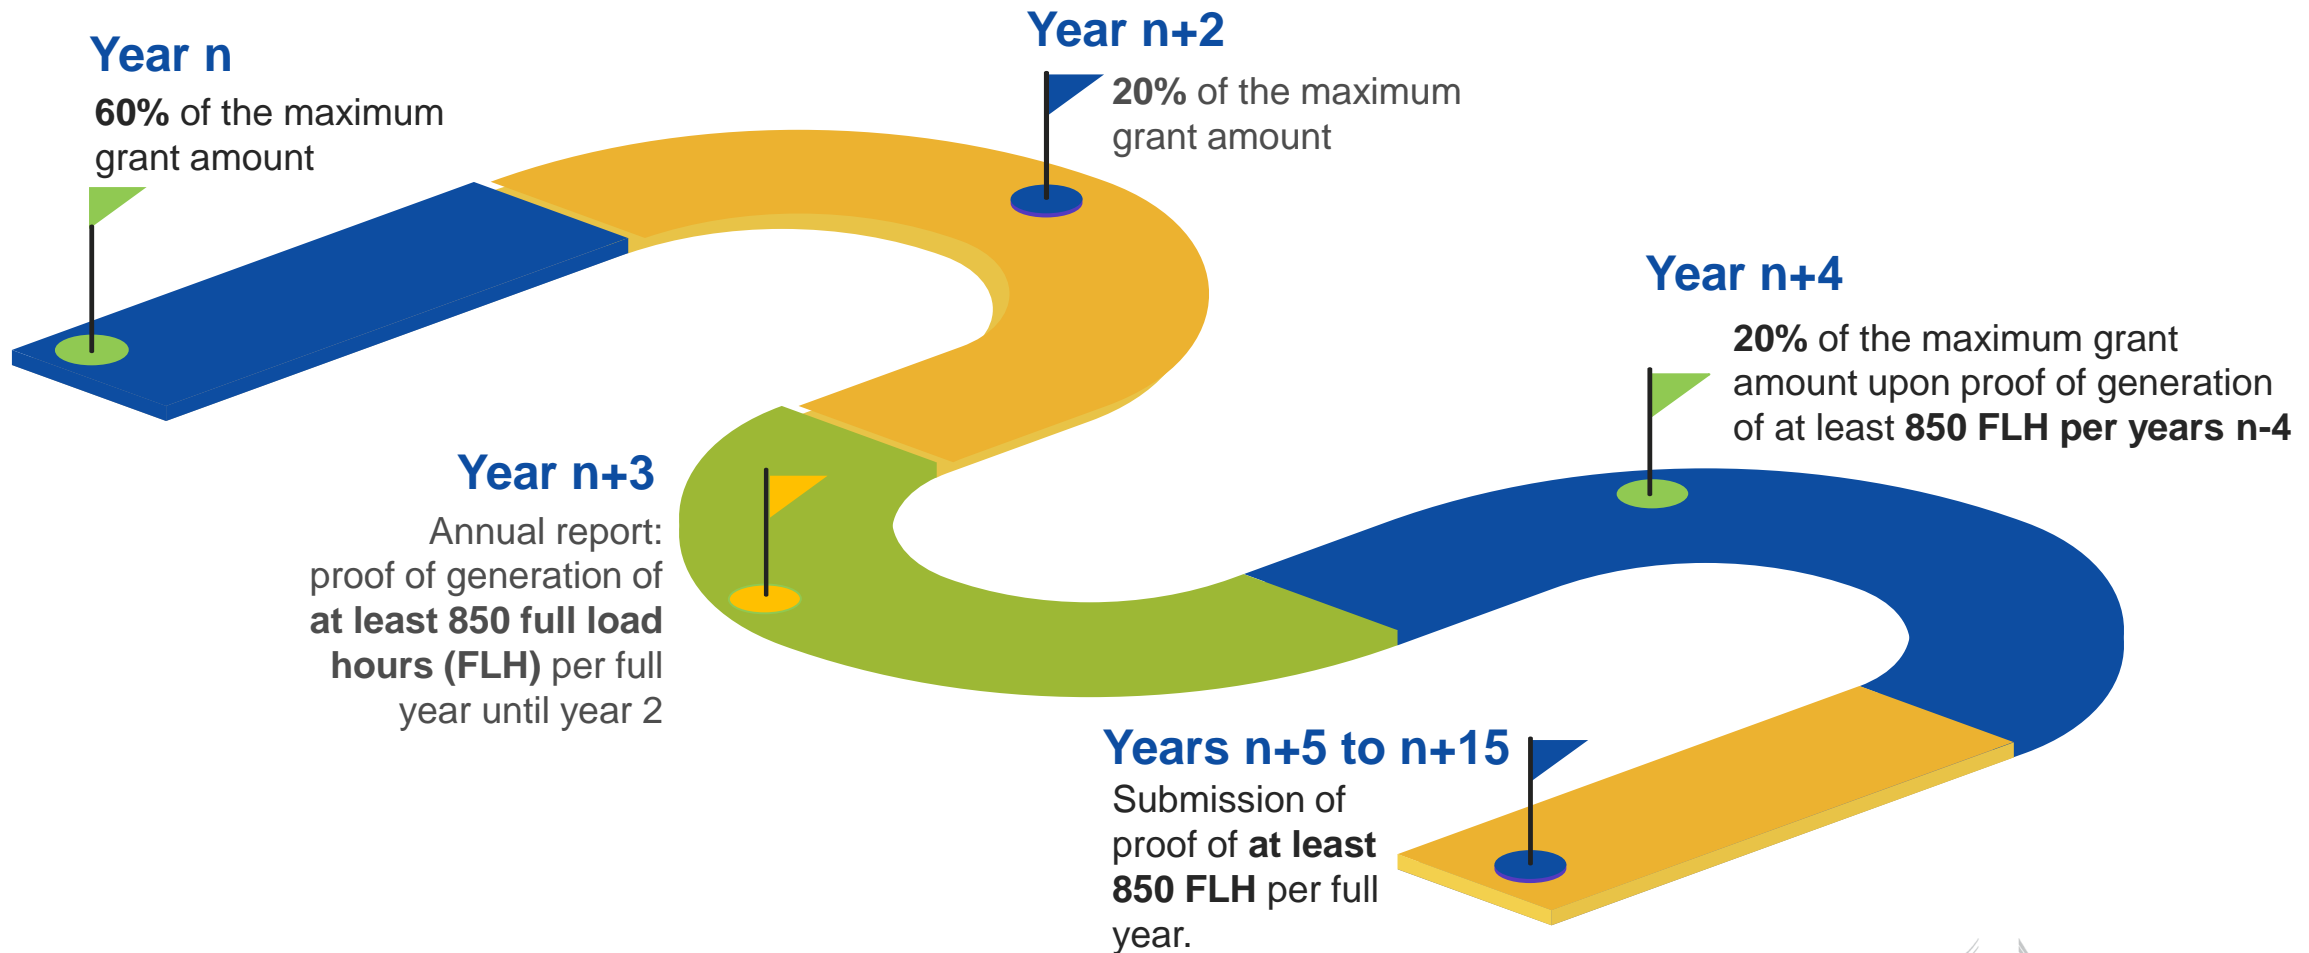 Year n
60% of the maximum
grant amount
Year n+2
20% of the maximum
grant amount
Year n+3
Annual report:
proof of generation of
at least 850 full load
hours (FLH) per full
year until year 2
Year n+4
20% of the maximum grant
amount upon proof of generation
of at least 850 FLH per years n-4
Years n+5 to n+15
Submission of
proof of at least
850 FLH per full
year.